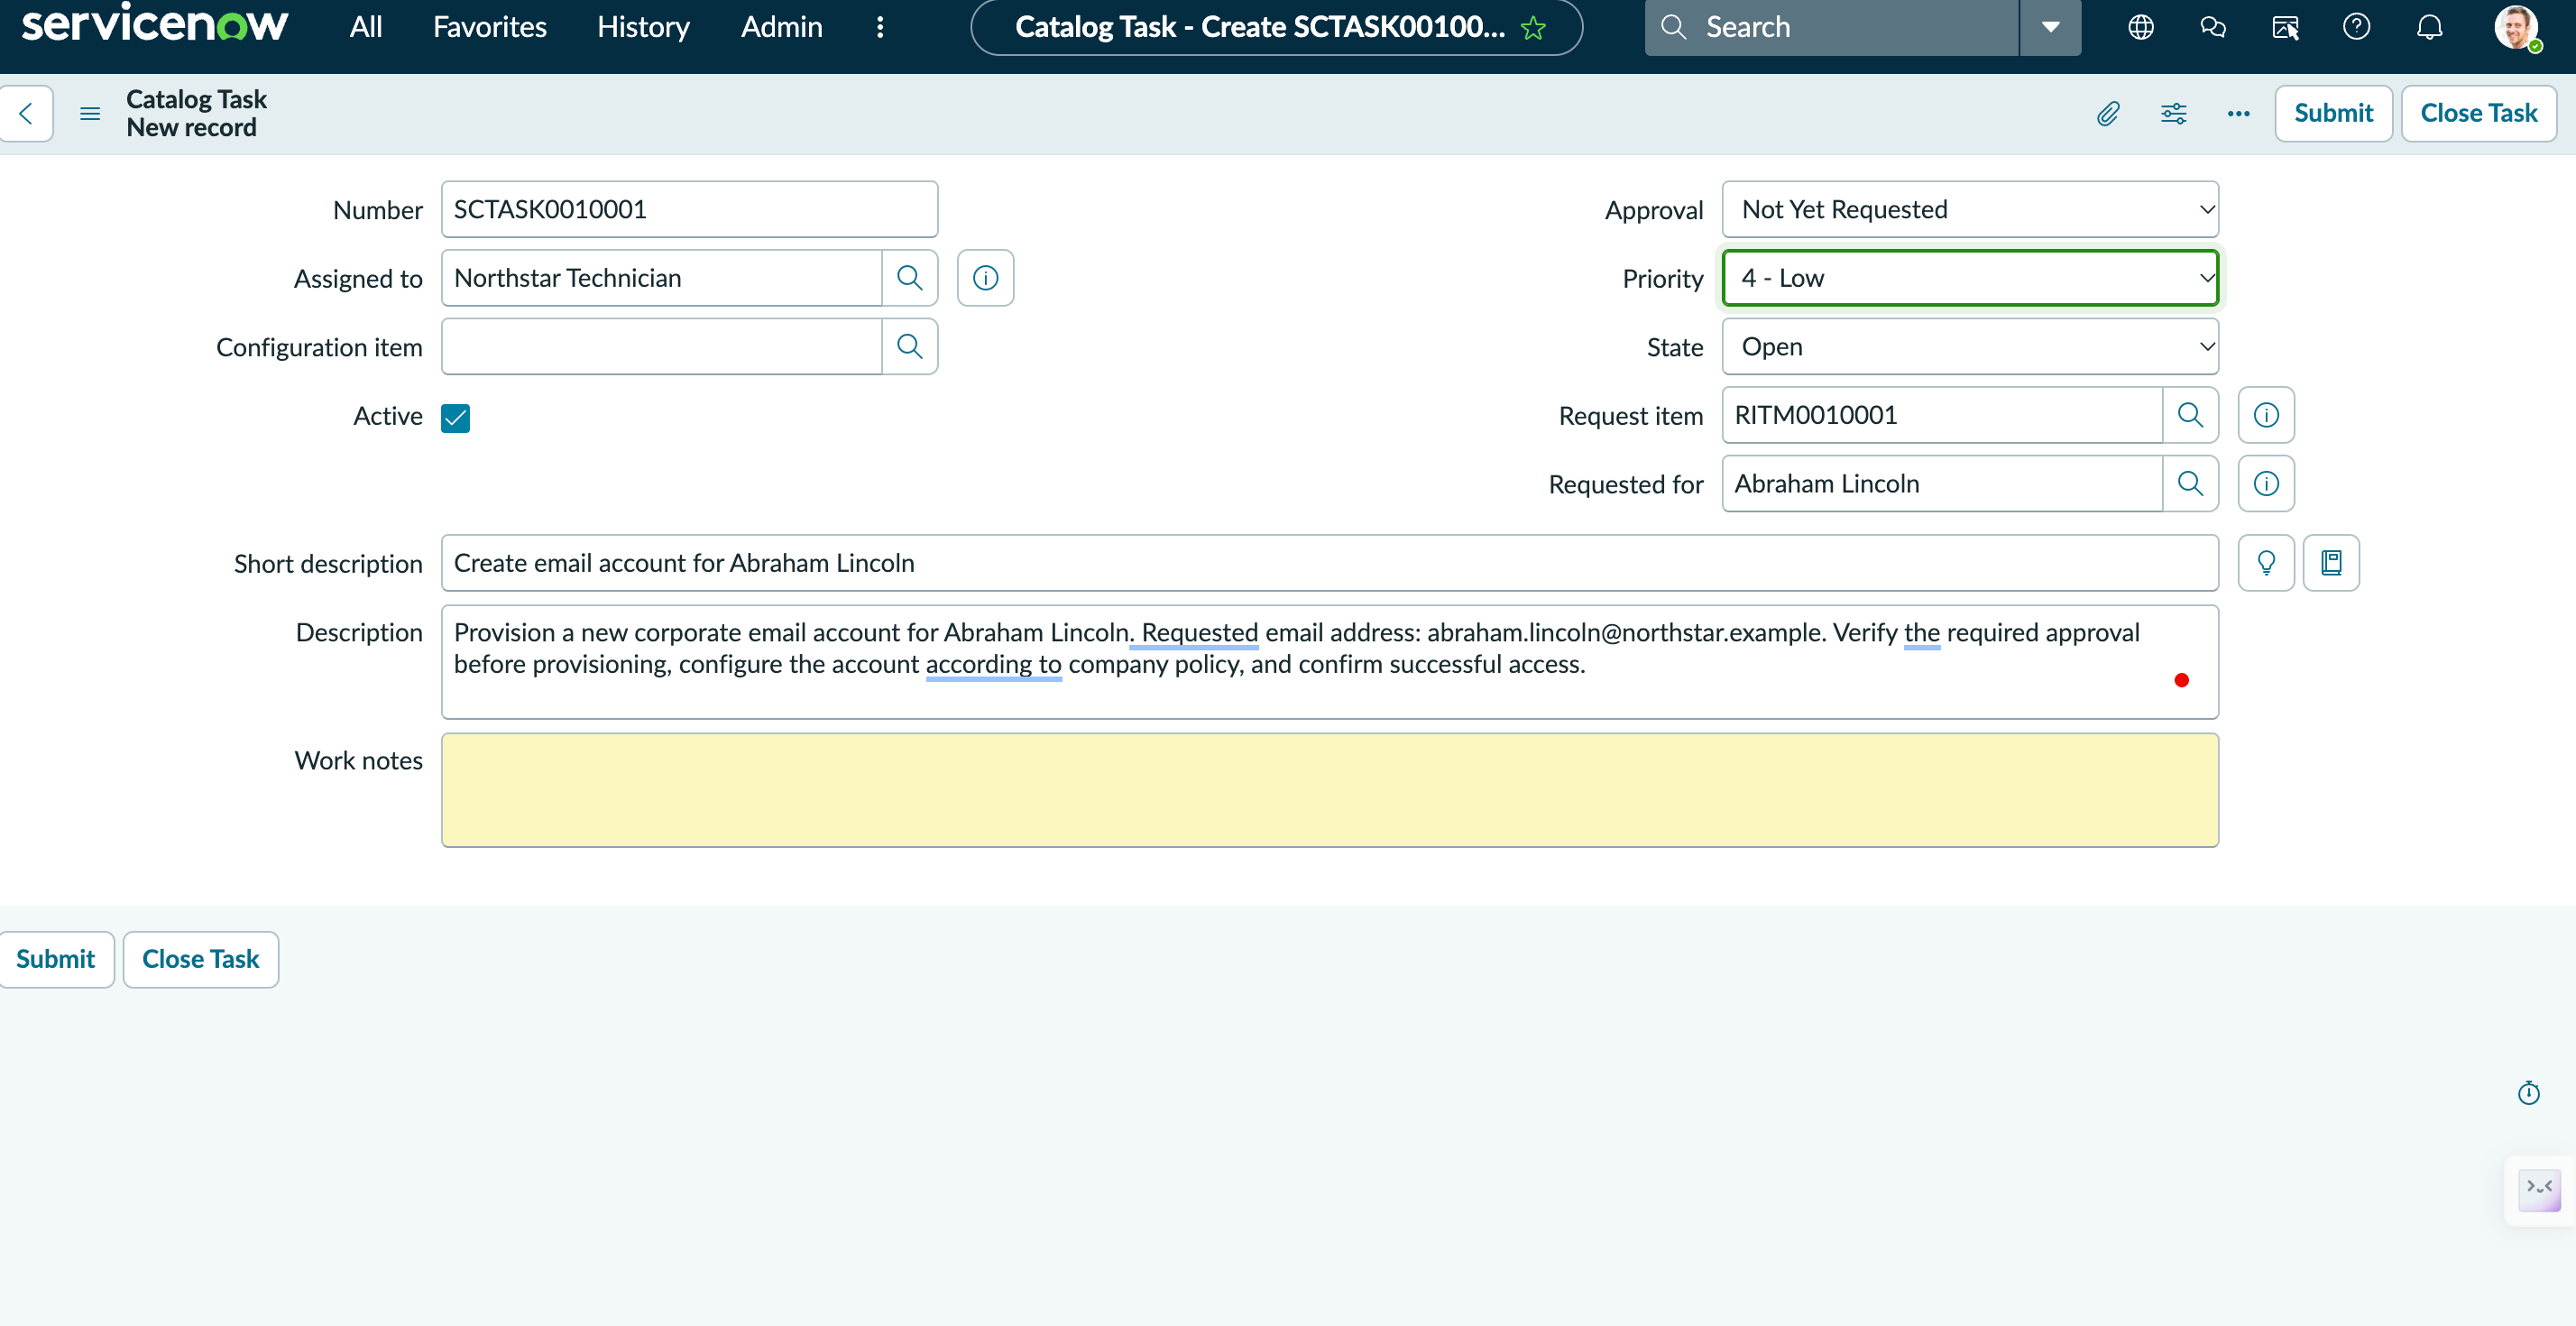 servicenow All Favorites History Admin Catalog Task - Create SCTASK00100... Search
Catalog Task
New record
Submit Close Task
Number SCTASK0010001 Approval Not Yet Requested
Assigned to Northstar Technician Priority 4 - Low
Configuration item State Open
Active Request item RITM0010001
Requested for Abraham Lincoln
Short description Create email account for Abraham Lincoln
Description Provision a new corporate email account for Abraham Lincoln. Requested email address: abraham.lincoln@northstar.example. Verify the required approval
before provisioning, configure the account according to company policy, and confirm successful access.
Work notes
Submit Close Task